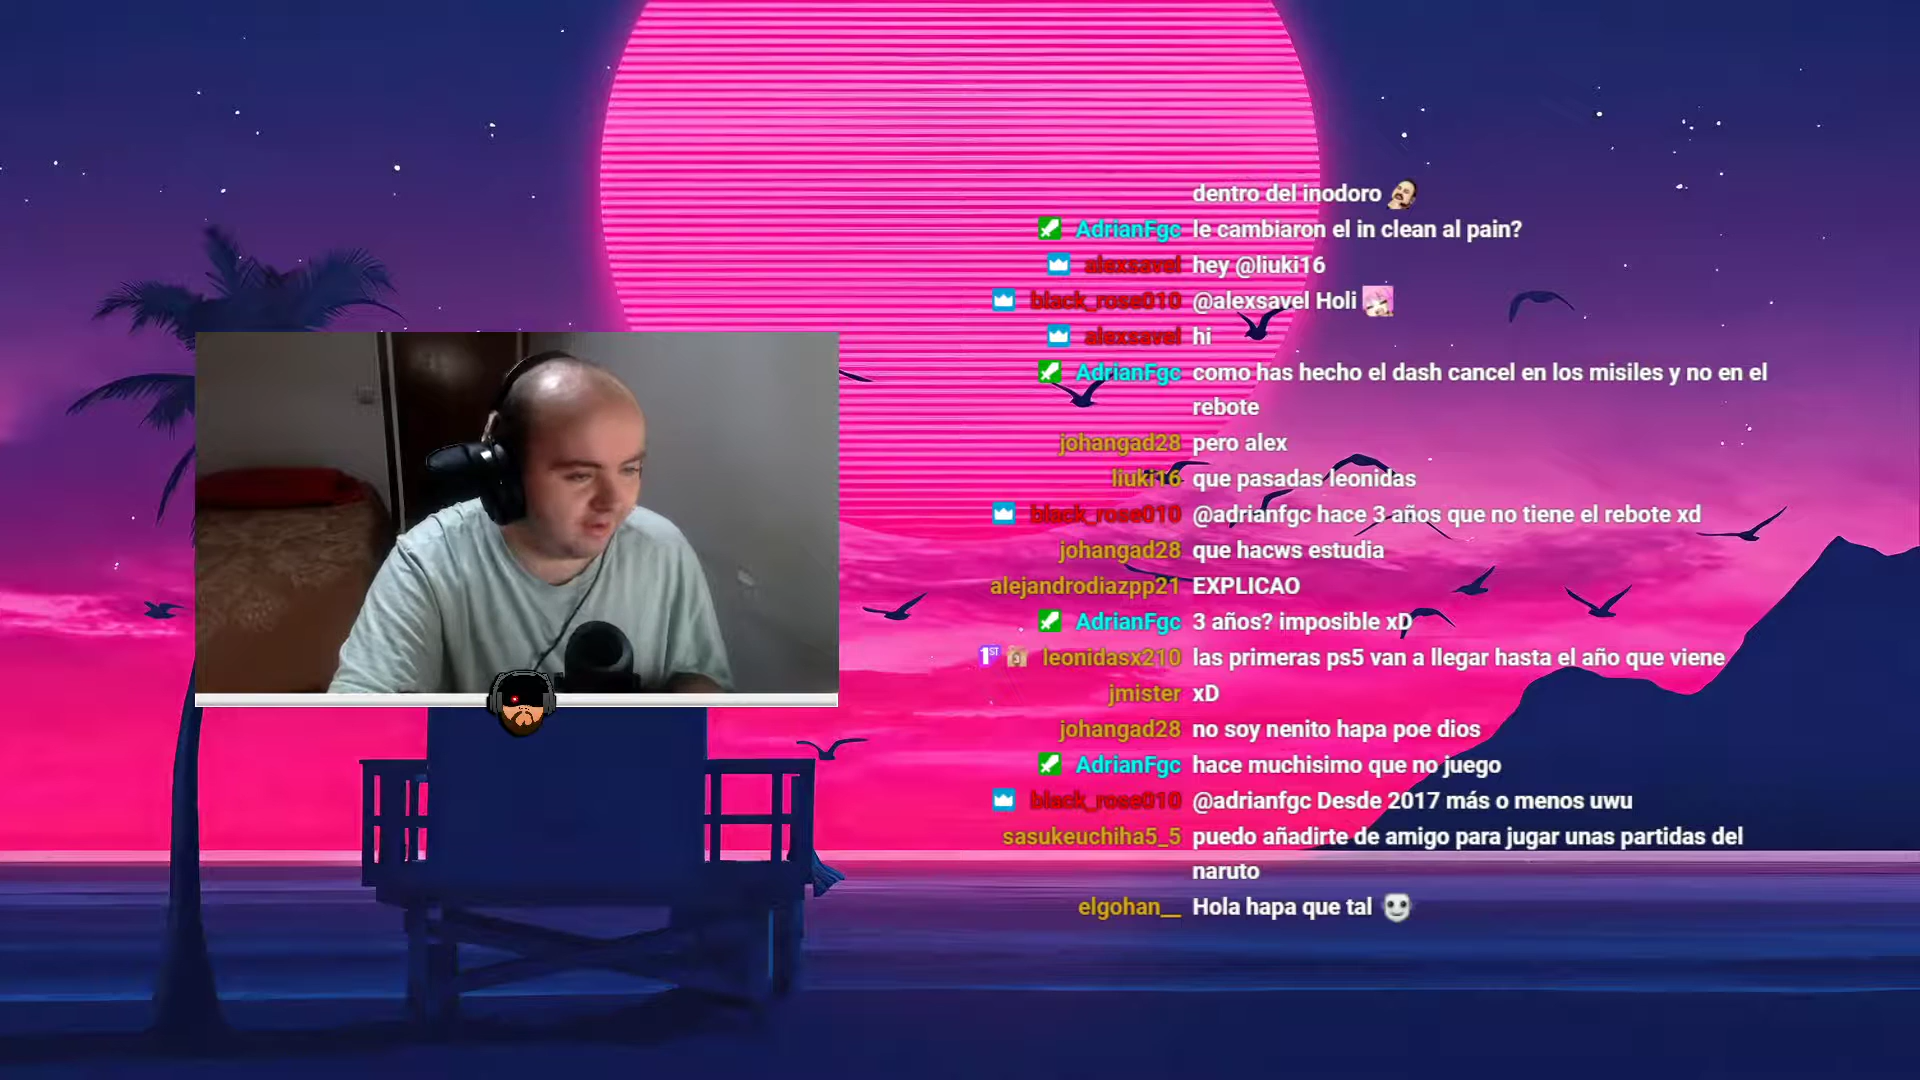 dentro del inodoro
AdrianFgc le cambiaron el in clean al pain?
alexsavel hey @liuki16
black_rose010 @alexsavel Holi
alexsavel hi
AdrianFgc como has hecho el dash cancel en los misiles y no en el
rebote
johangad28 pero alex
liuki16 que pasadas leonidas
black_rose010 @adrianfgc hace 3 años que no tiene el rebote xd
johangad28 que hacws estudia
alejandrodiazpp21 EXPLICAO
AdrianFgc 3 años? imposible xD
1ST 3 leonidasx210 las primeras ps5 van a llegar hasta el año que viene
jmister xD
johangad28 no soy nenito hapa poe dios
AdrianFgc hace muchisimo que no juego
black_rose010 @adrianfgc Desde 2017 más o menos uwu
sasukeuchiha5_5 puedo añadirte de amigo para jugar unas partidas del
naruto
elgohan__ Hola hapa que tal